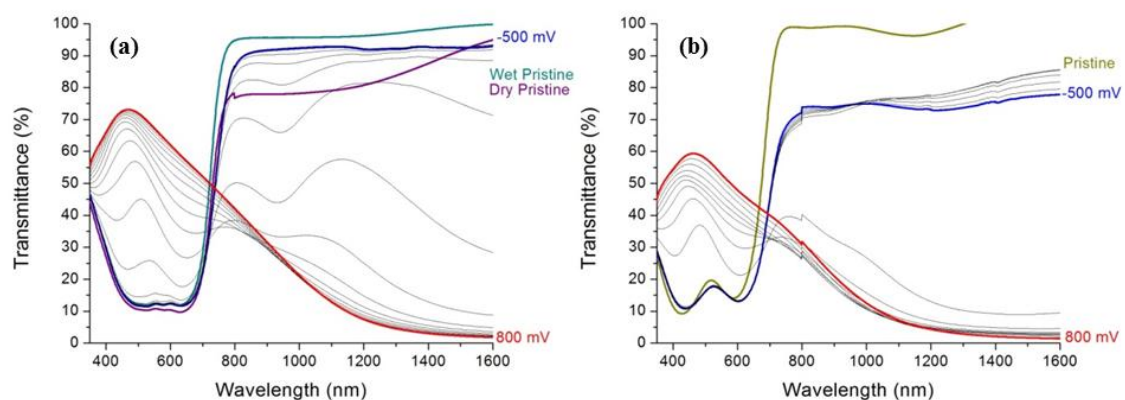 (a)
100
90
80
70
60
50
40
30
20
10
0
Transmittance (%)
-500 mV
Wet Pristine
Dry Pristine
800 mV
400 600 800 1000 1200 1400 1600
Wavelength (nm)
(b)
100
90
80
70
60
50
40
30
20
10
0
Transmittance (%)
Pristine
-500 mV
800 mV
400 600 800 1000 1200 1400 1600
Wavelength (nm)